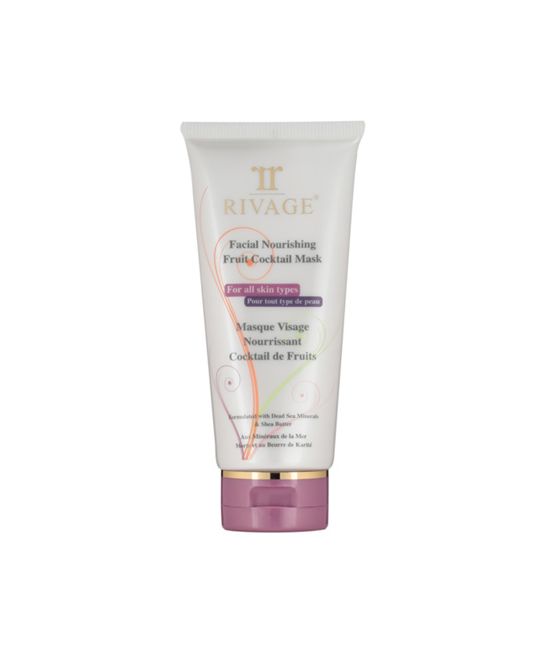 RIVAGE®
Facial Nourishing
Fruit Cocktail Mask
For all skin types
Pour tout type de peau
Masque Visage
Nourrissant
Cocktail de Fruits
Formulated with Dead Sea Minerals
& Shea Butter
Aux Minéraux de la Mer
Morte et au Beurre de Karité